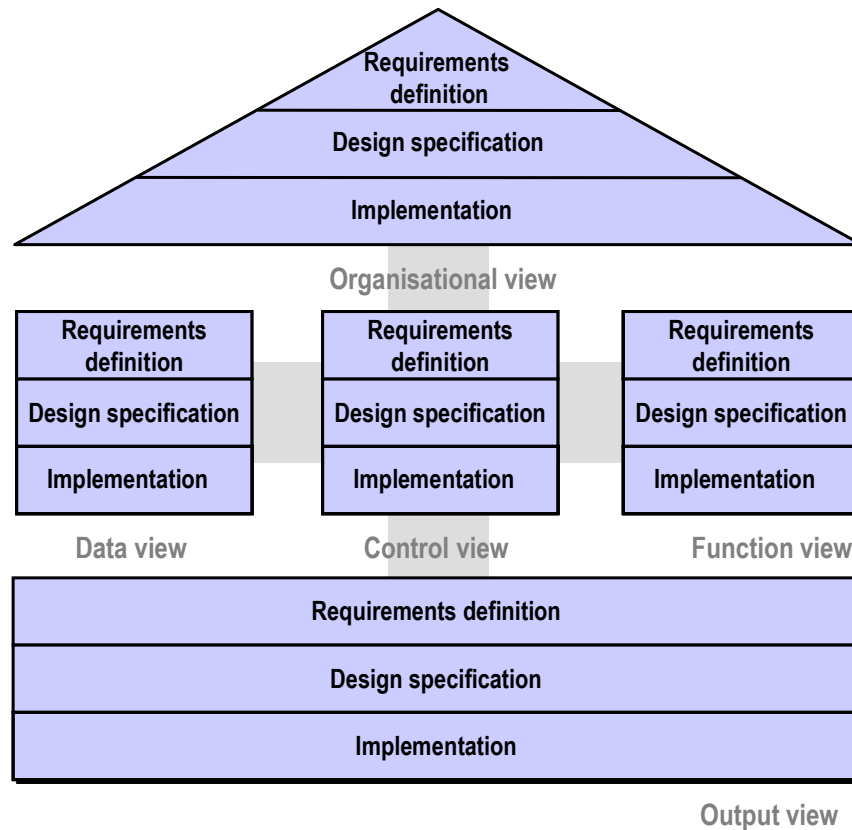 Requirements
definition
Design specification
Implementation
Organisational view
Requirements
definition
Design specification
Implementation
Data view
Requirements
definition
Design specification
Implementation
Control view
Requirements
definition
Design specification
Implementation
Function view
Requirements definition
Design specification
Implementation
Output view